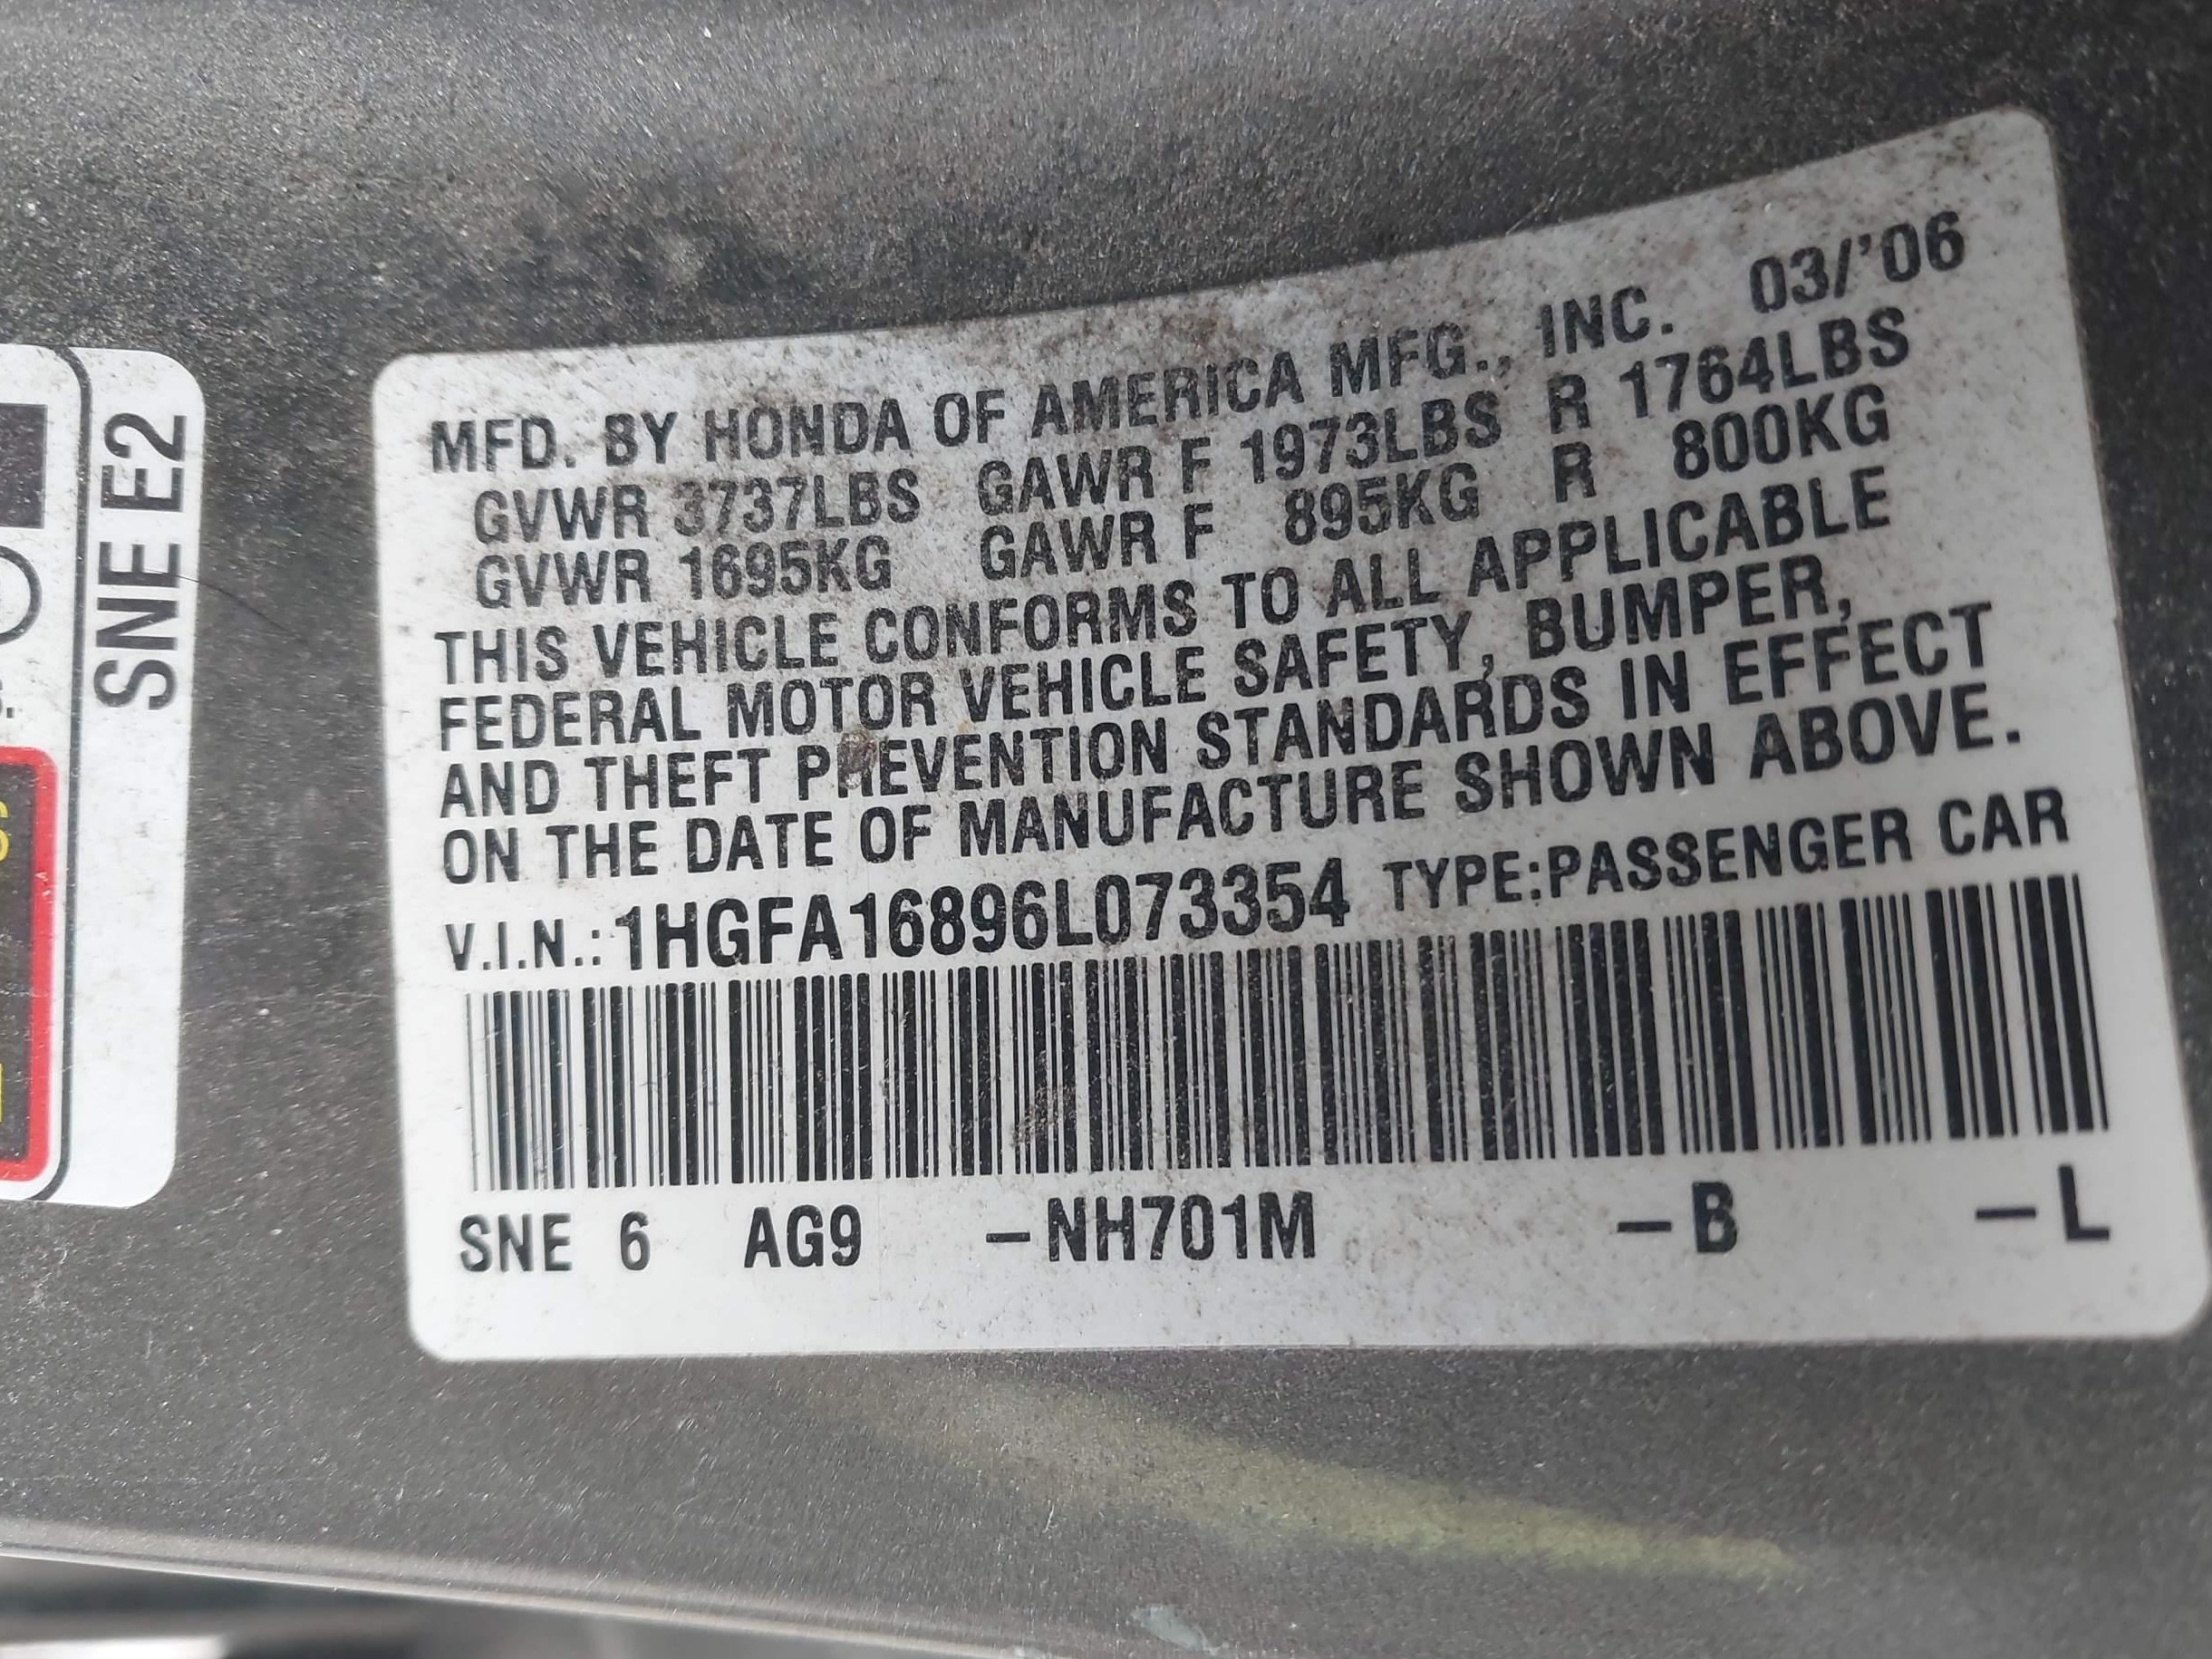 MFD. BY HONDA OF AMERICA MFG., INC. 03/'06
GVWR 3737LBS GAWR F 1973LBS R 1764LBS
GVWR 1695KG GAWR F 895KG R 800KG
THIS VEHICLE CONFORMS TO ALL APPLICABLE
FEDERAL MOTOR VEHICLE SAFETY, BUMPER,
AND THEFT PREVENTION STANDARDS IN EFFECT
ON THE DATE OF MANUFACTURE SHOWN ABOVE.
V.I.N.: 1HGFA16896L073354 TYPE:PASSENGER CAR
SNE 6 AG9 -NH701M -B -L
SNE E2